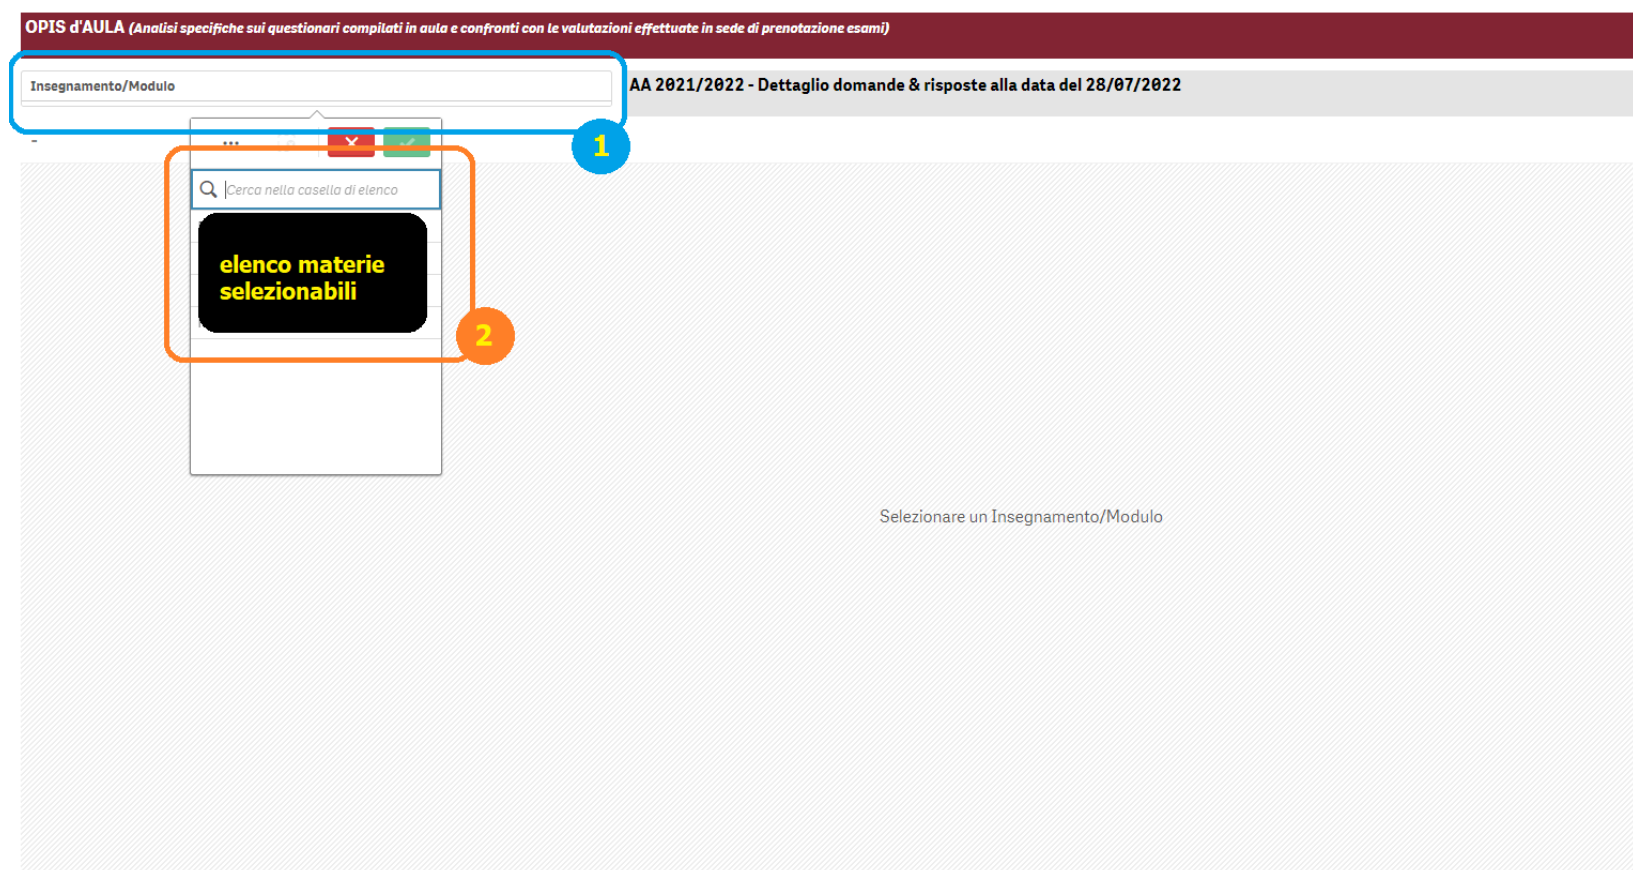 OPIS d'AULA (Analisi specifiche sui questionari compilati in aula e confronti con le valutazioni effettuate in sede di prenotazione esami)
Insegnamento/Modulo
AA 2021/2022 - Dettaglio domande & risposte alla data del 28/07/2022
1
-
Cerca nella casella di elenco
elenco materie
selezionabili
2
Selezionare un Insegnamento/Modulo